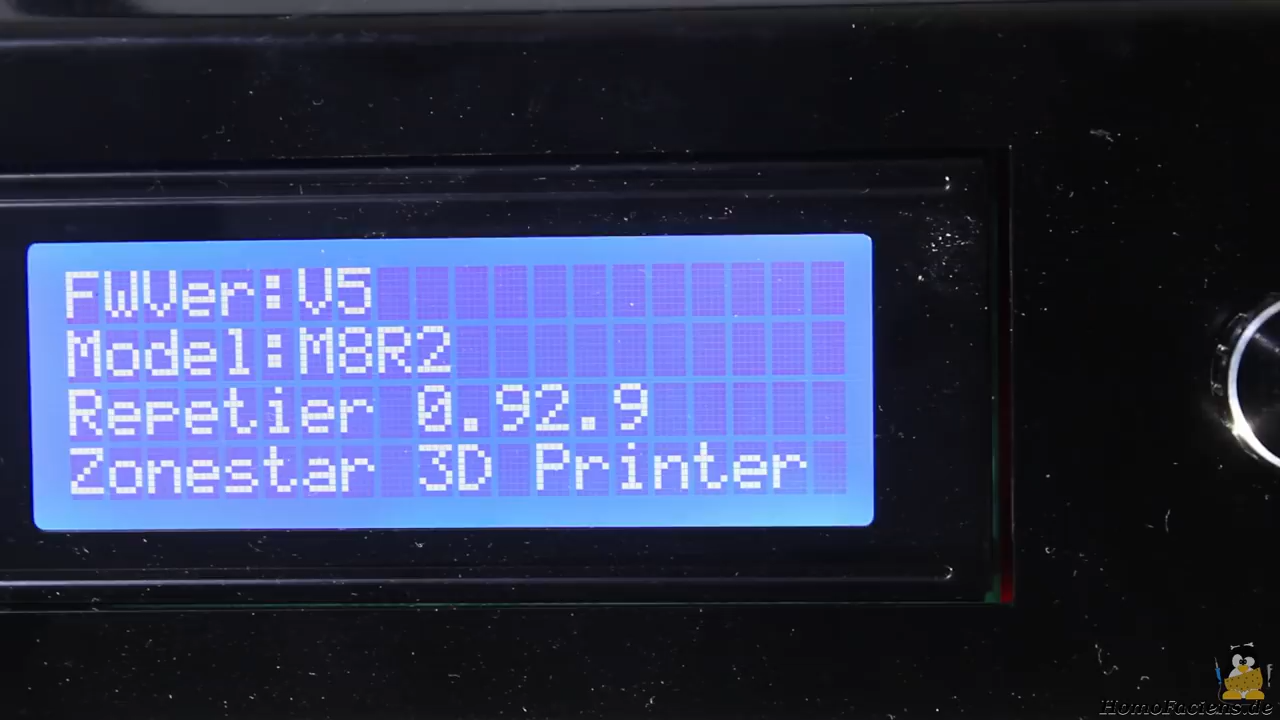 FWVer:V5
Model:M8R2
Repetier 0.92.9
Zonestar 3D Printer
HomoFaciens.de